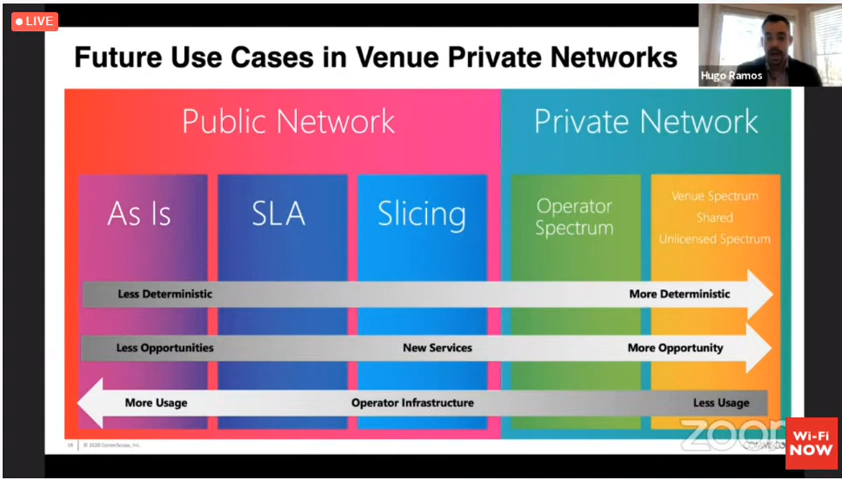 LIVE
Future Use Cases in Venue Private Networks
Hugo Ramos
Public Network
Private Network
As Is
SLA
Slicing
Operator
Spectrum
Venue Spectrum
Shared
Unlicensed Spectrum
Less Deterministic
More Deterministic
Less Opportunities
New Services
More Opportunity
More Usage
Operator Infrastructure
Less Usage
CommScope, Inc.
zoom
Wi-Fi
NOW